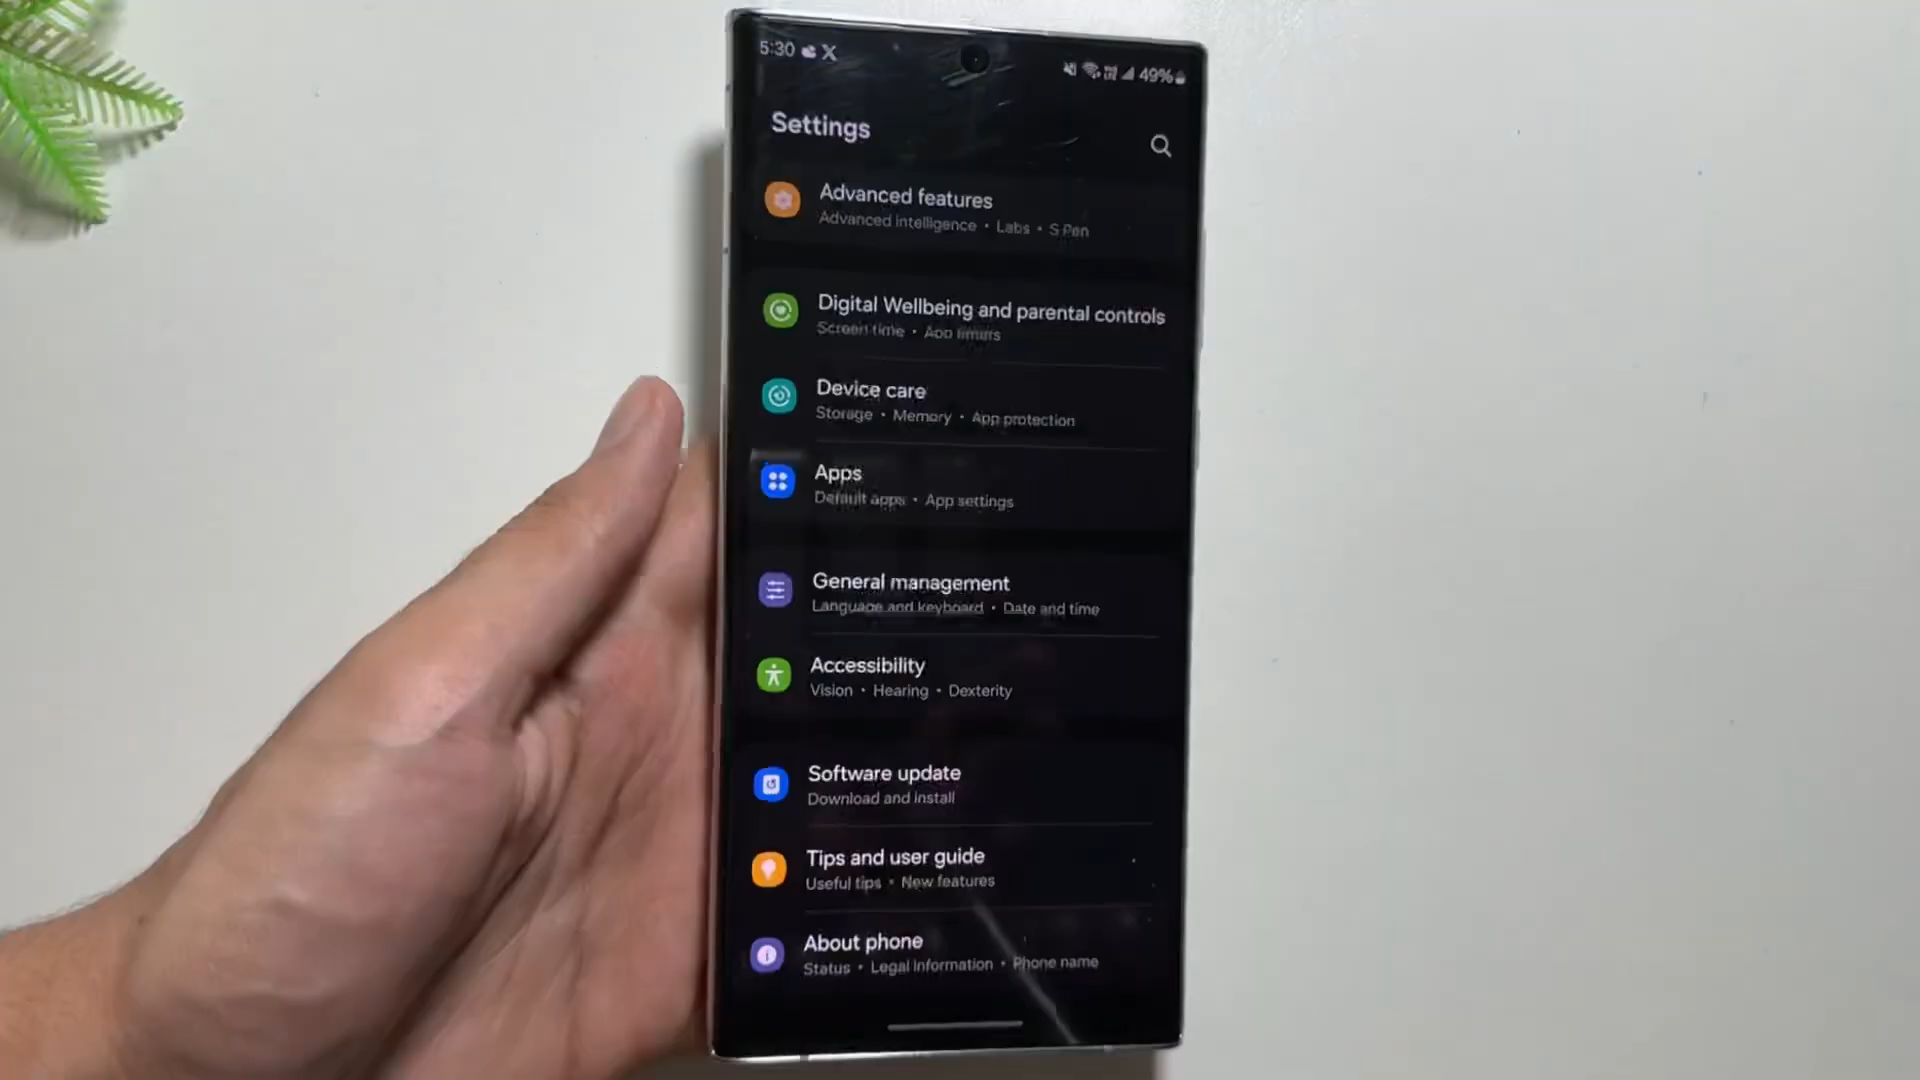 5:30 X
49%
Settings
Advanced features
Advanced intelligence • Labs • S Pen
Digital Wellbeing and parental controls
Screen time • App timers
Device care
Storage • Memory • App protection
Apps
Default apps • App settings
General management
Language and keyboard • Date and time
Accessibility
Vision • Hearing • Dexterity
Software update
Download and install
Tips and user guide
Useful tips • New features
About phone
Status • Legal information • Phone name